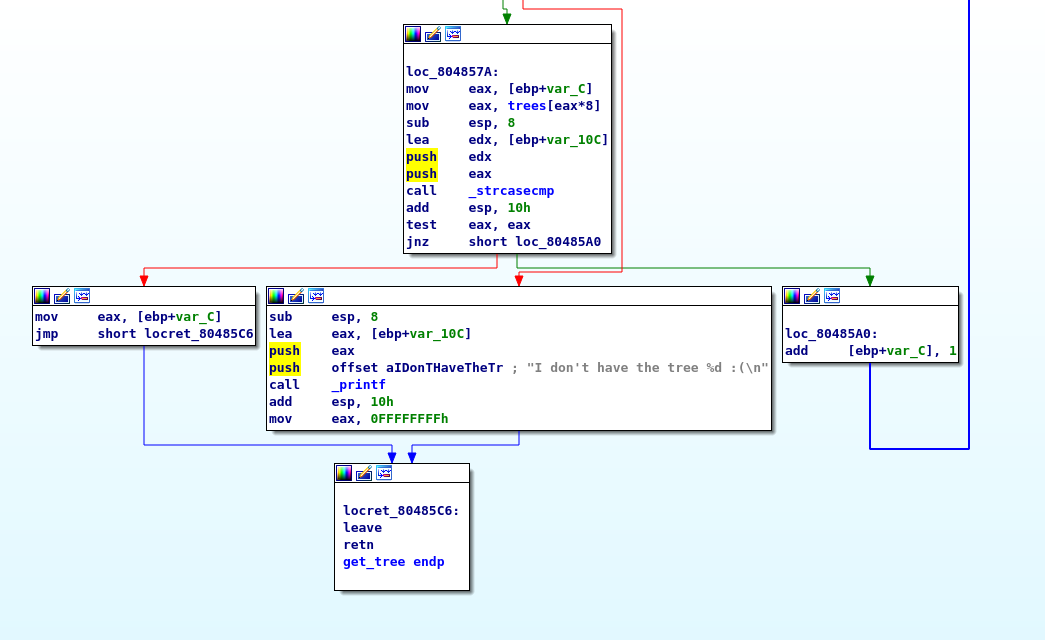 loc_804857A:
mov eax, [ebp+var_C]
mov eax, trees[eax*8]
sub esp, 8
lea edx, [ebp+var_10C]
push edx
push eax
call _strcasecmp
add esp, 10h
test eax, eax
jnz short loc_80485A0
mov eax, [ebp+var_C]
jmp short locret_80485C6
sub esp, 8
lea eax, [ebp+var_10C]
push eax
push offset aIDonTHaveTheTr ; "I don't have the tree %d :(\n"
call _printf
add esp, 10h
mov eax, 0FFFFFFFFh
loc_80485A0:
add [ebp+var_C], 1
locret_80485C6:
leave
retn
get_tree endp